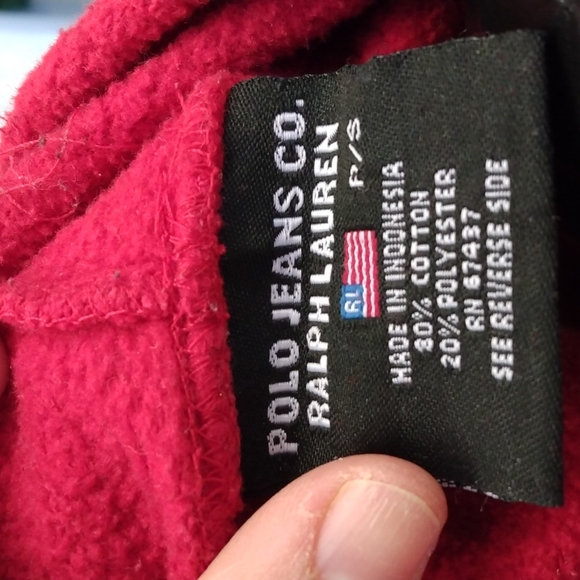 POLO JEANS CO.
RALPH LAUREN
P/S
RL
MADE IN INDONESIA
80% COTTON
20% POLYESTER
RN 67437
SEE REVERSE SIDE